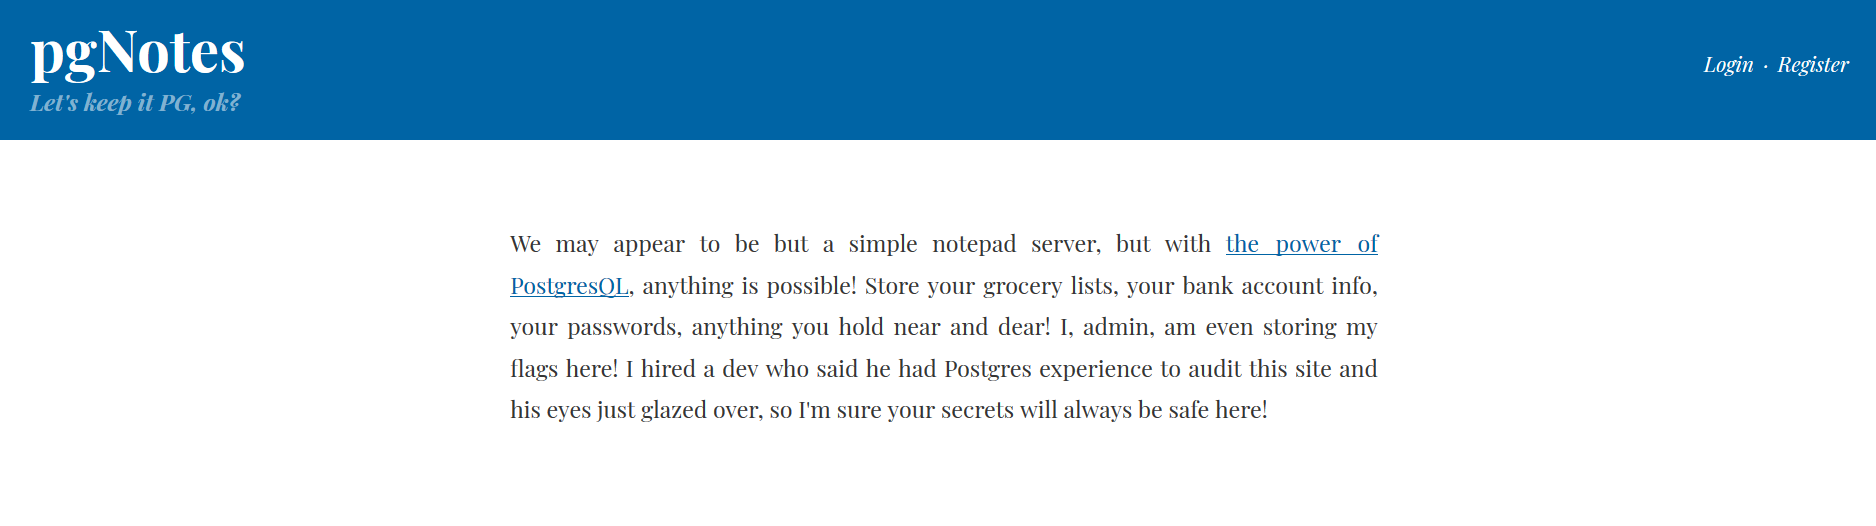 pgNotes
Let's keep it PG, ok?
Login · Register
We may appear to be but a simple notepad server, but with the power of
PostgresQL, anything is possible! Store your grocery lists, your bank account info,
your passwords, anything you hold near and dear! I, admin, am even storing my
flags here! I hired a dev who said he had Postgres experience to audit this site and
his eyes just glazed over, so I'm sure your secrets will always be safe here!